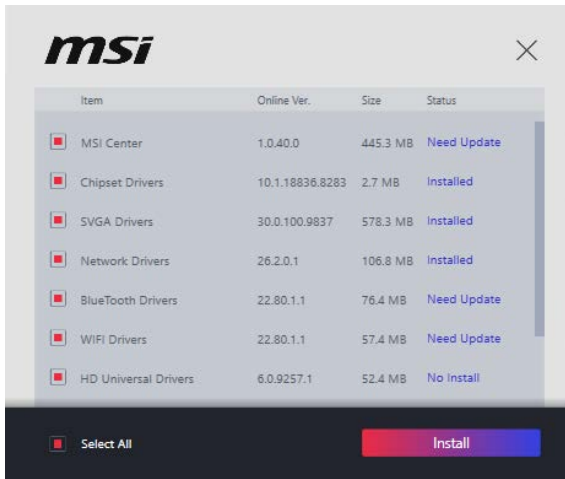 msi
Item Online Ver. Size Status
MSI Center 1.0.40.0 445.3 MB Need Update
Chipset Drivers 10.1.18836.8283 2.7 MB Installed
SVGA Drivers 30.0.100.9837 578.3 MB Installed
Network Drivers 26.2.0.1 106.8 MB Installed
BlueTooth Drivers 22.80.1.1 76.4 MB Need Update
WIFI Drivers 22.80.1.1 57.4 MB Need Update
HD Universal Drivers 6.0.9257.1 52.4 MB No Install
Select All Install